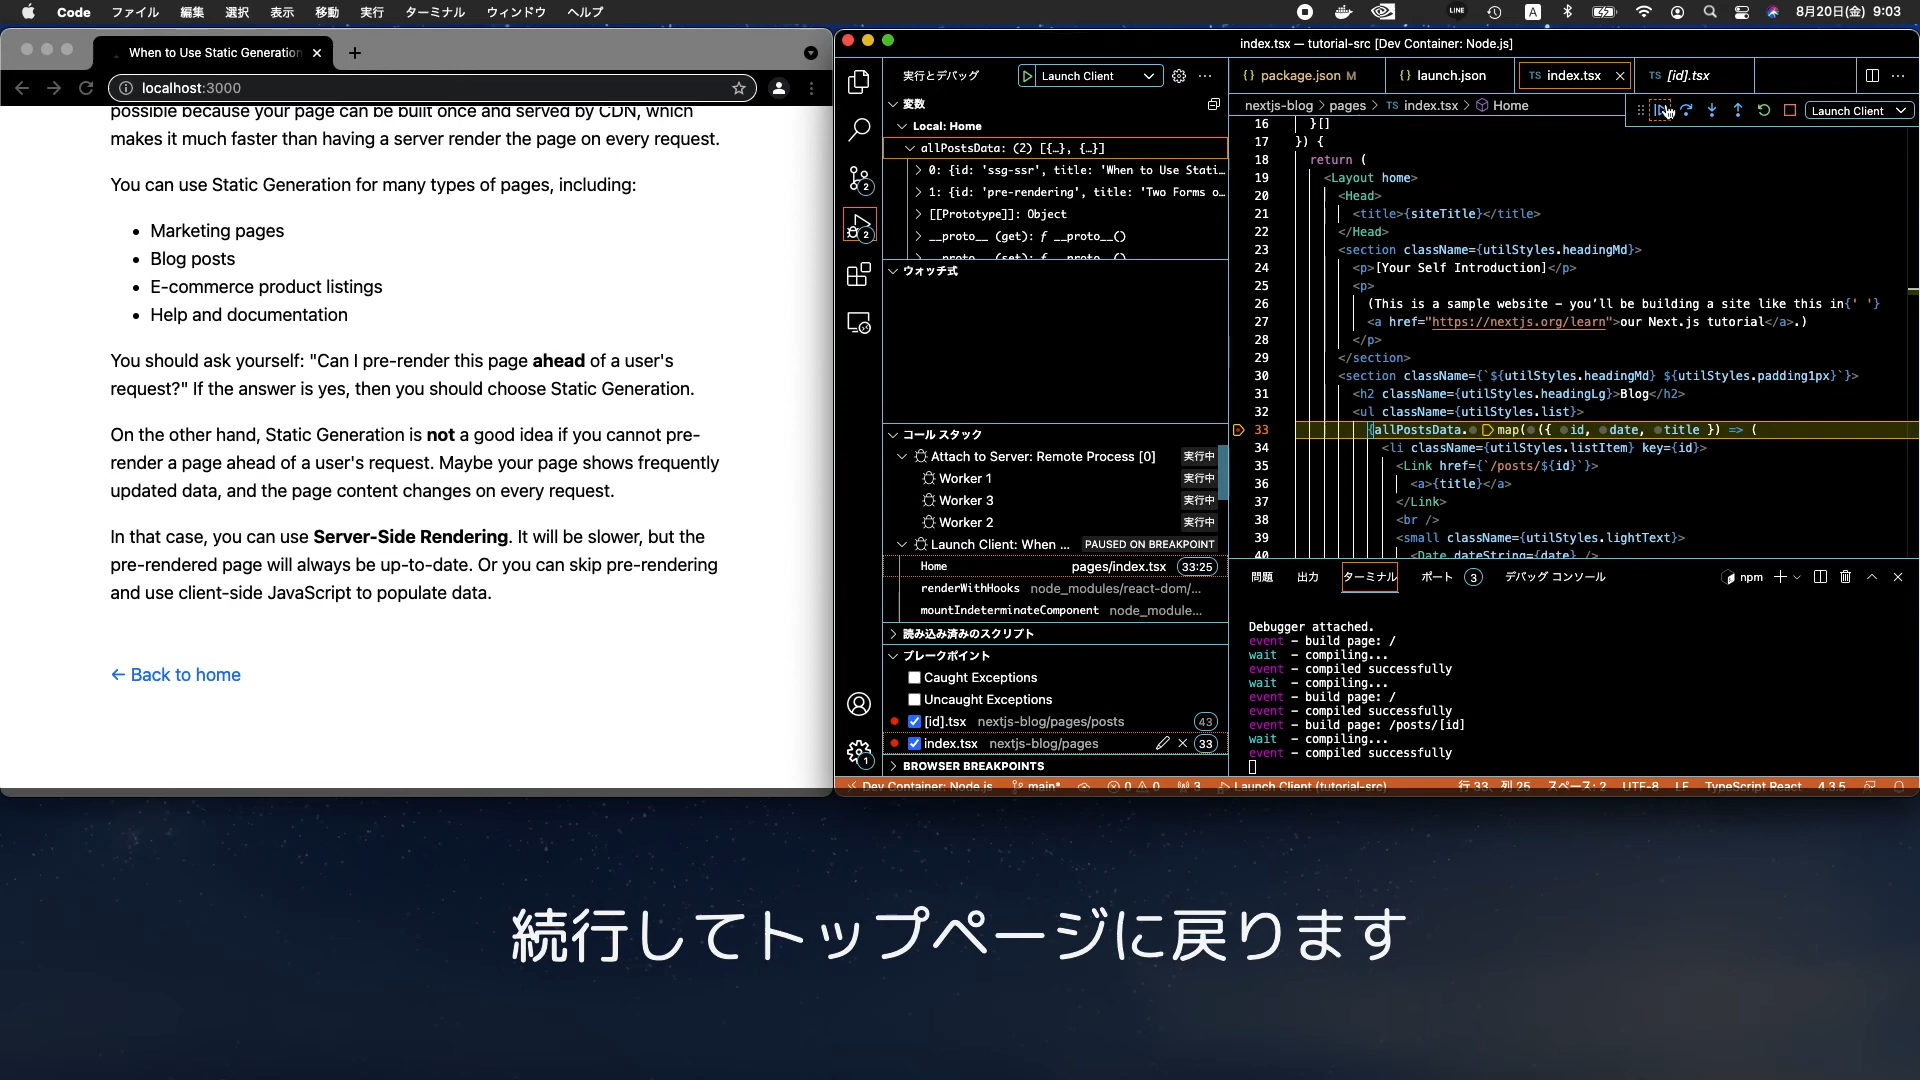 Code ファイル 編集 選択 表示 移動 実行 ターミナル ウィンドウ ヘルプ
LINE A 8月20日(金) 9:03
When to Use Static Generation
localhost:3000
possible because your page can be built once and served by CDN, which
makes it much faster than having a server render the page on every request.
You can use Static Generation for many types of pages, including:
• Marketing pages
• Blog posts
• E-commerce product listings
• Help and documentation
You should ask yourself: "Can I pre-render this page ahead of a user's
request?" If the answer is yes, then you should choose Static Generation.
On the other hand, Static Generation is not a good idea if you cannot pre-
render a page ahead of a user's request. Maybe your page shows frequently
updated data, and the page content changes on every request.
In that case, you can use Server-Side Rendering. It will be slower, but the
pre-rendered page will always be up-to-date. Or you can skip pre-rendering
and use client-side JavaScript to populate data.
← Back to home
index.tsx — tutorial-src [Dev Container: Node.js]
実行とデバッグ Launch Client
変数
Local: Home
allPostsData: (2) [{…}, {…}]
0: {id: 'ssg-ssr', title: 'When to Use Stati…
1: {id: 'pre-rendering', title: 'Two Forms o…
[[Prototype]]: Object
__proto__ (get): ƒ __proto__()
__proto__ (set): ƒ __proto__()
ウォッチ式
コール スタック
Attach to Server: Remote Process [0] 実行中
Worker 1 実行中
Worker 3 実行中
Worker 2 実行中
Launch Client: When ... PAUSED ON BREAKPOINT
Home pages/index.tsx 33:25
renderWithHooks node_modules/react-dom/...
mountIndeterminateComponent node_module...
読み込み済みのスクリプト
ブレークポイント
Caught Exceptions
Uncaught Exceptions
[id].tsx nextjs-blog/pages/posts 43
index.tsx nextjs-blog/pages 33
BROWSER BREAKPOINTS
{} package.json M {} launch.json TS index.tsx TS [id].tsx
nextjs-blog > pages > TS index.tsx > Home
Launch Client
16 }[]
17 }) {
18 return (
19 <Layout home>
20 <Head>
21 <title>{siteTitle}</title>
22 </Head>
23 <section className={utilStyles.headingMd}>
24 <p>[Your Self Introduction]</p>
25 <p>
26 (This is a sample website – you’ll be building a site like this in{' '}
27 <a href="https://nextjs.org/learn">our Next.js tutorial</a>.)
28 </p>
29 </section>
30 <section className={`${utilStyles.headingMd} ${utilStyles.padding1px}`}>
31 <h2 className={utilStyles.headingLg}>Blog</h2>
32 <ul className={utilStyles.list}>
33 {allPostsData.map(({ id, date, title }) => (
34 <li className={utilStyles.listItem} key={id}>
35 <Link href={`/posts/${id}`}>
36 <a>{title}</a>
37 </Link>
38 <br />
39 <small className={utilStyles.lightText}>
40 <Date dateString={date} />
問題 出力 ターミナル ポート 3 デバッグ コンソール npm
Debugger attached.
event - build page: /
wait - compiling...
event - compiled successfully
wait - compiling...
event - build page: /
event - compiled successfully
event - build page: /posts/[id]
wait - compiling...
event - compiled successfully
Dev Container: Node.js main* 0 0 3 Launch Client (tutorial-src) 行 33、列 25 スペース: 2 UTF-8 LF TypeScript React 4.3.5
続行してトップページに戻ります